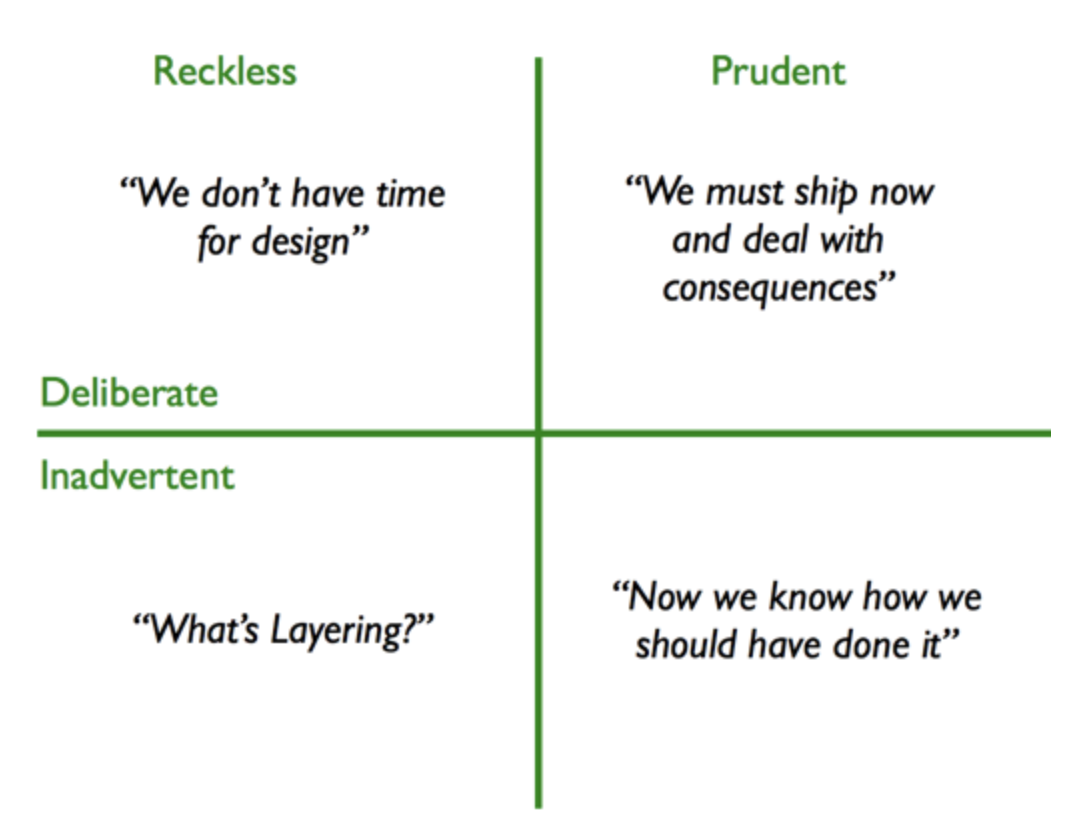 Reckless
Prudent
“We don’t have time
for design”
“We must ship now
and deal with
consequences”
Deliberate
Inadvertent
“What’s Layering?”
“Now we know how we
should have done it”